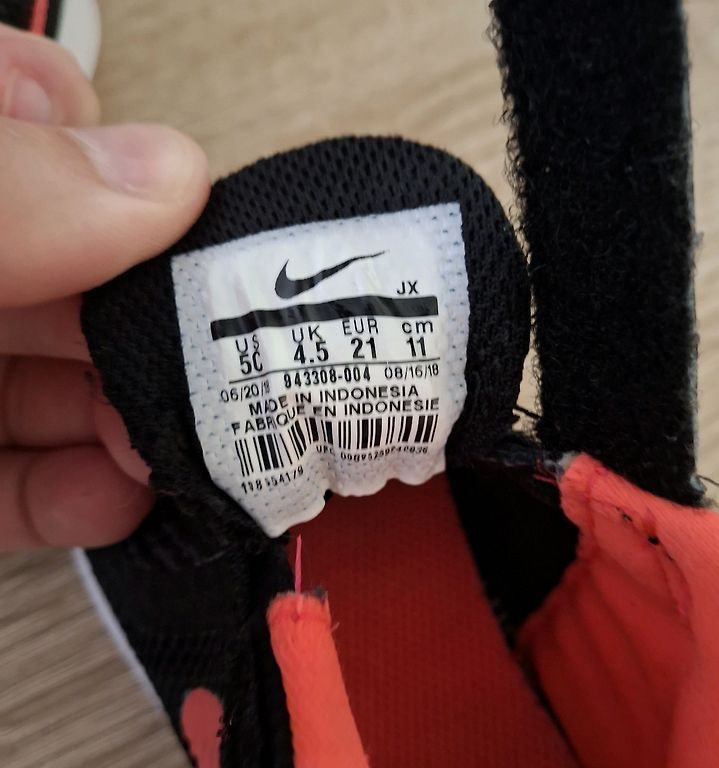 JX
US UK EUR cm
5C 4.5 21 11
06/20/18 943308-004 08/16/18
MADE IN INDONESIA
FABRIQUE EN INDONESIE